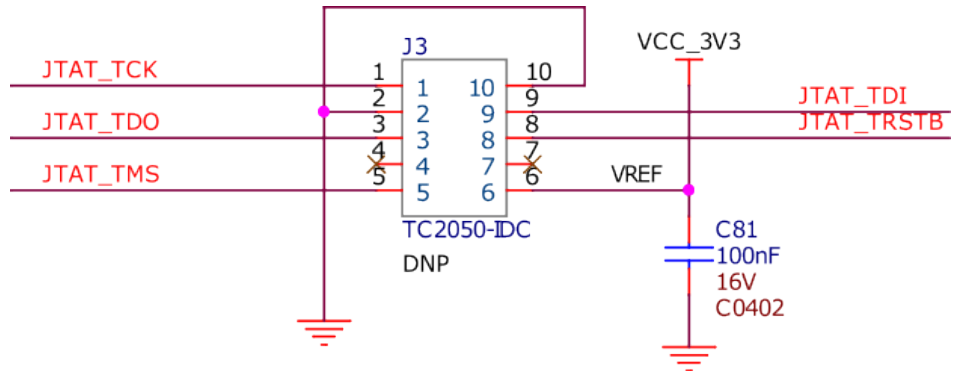 J3
VCC_3V3
JTAT_TCK
1
1
10
10
2
2
9
9
JTAT_TDI
JTAT_TDO
3
3
8
8
JTAT_TRSTB
4
4
7
7
JTAT_TMS
5
5
6
6
VREF
TC2050-IDC
DNP
C81
100nF
16V
C0402